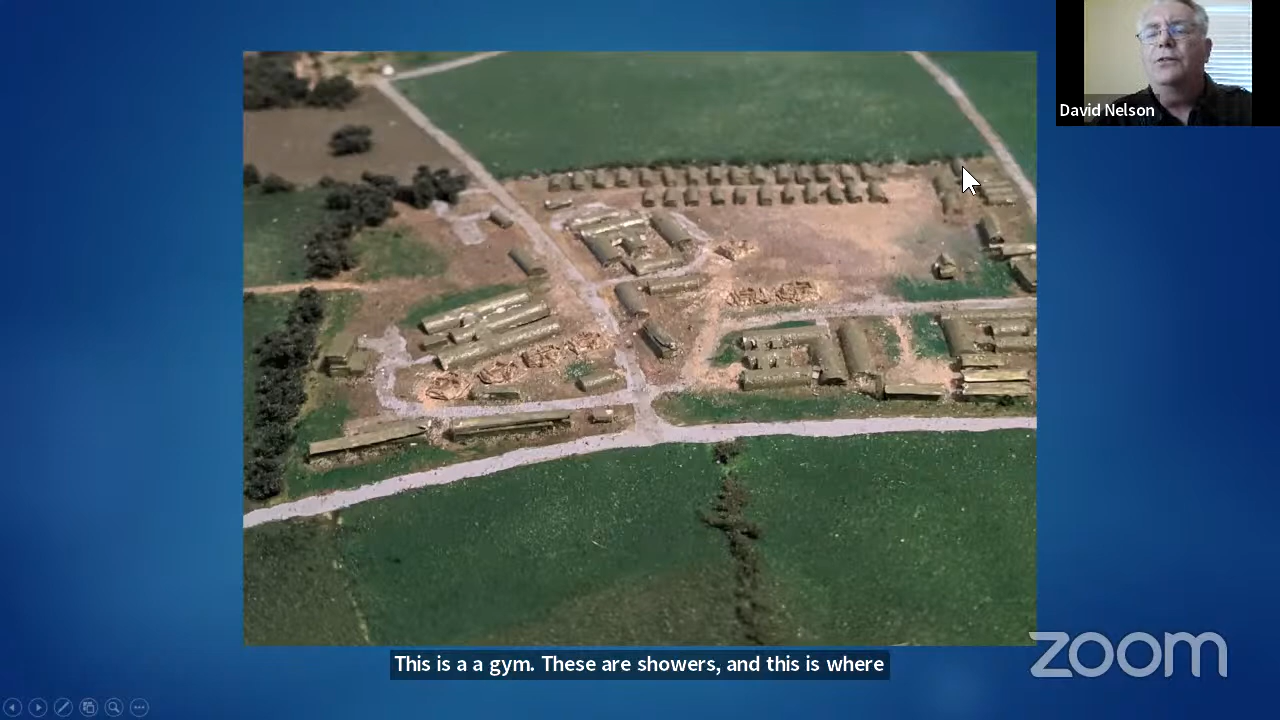 David Nelson
This is a a gym. These are showers, and this is where
zoom